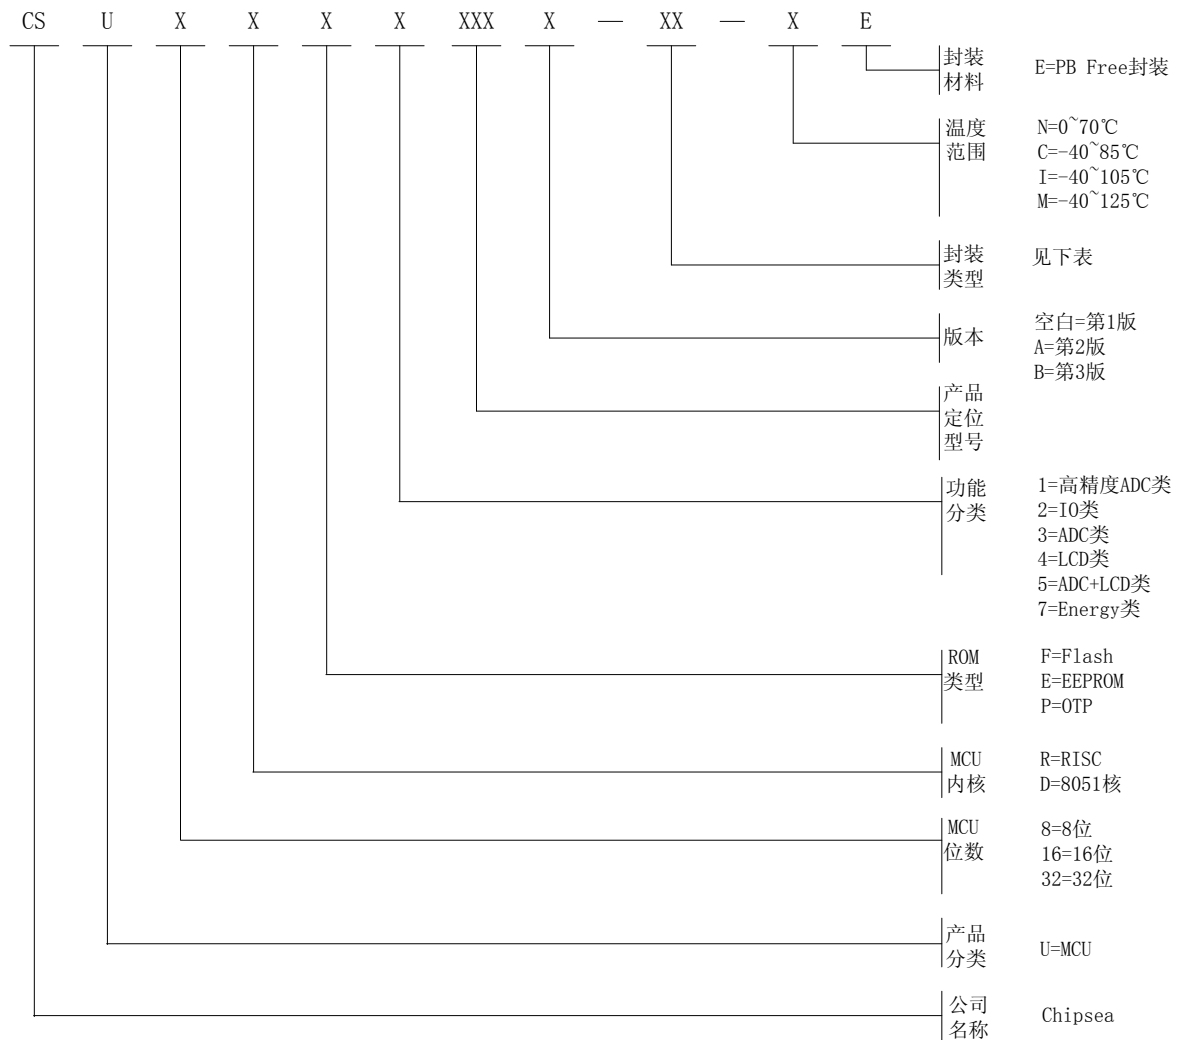 CS U X X X X XXX X — XX — X E
封装
材料
E=PB Free封装
温度
范围
N=0~70℃
C=-40~85℃
I=-40~105℃
M=-40~125℃
封装
类型
见下表
版本
空白=第1版
A=第2版
B=第3版
产品
定位
型号
功能
分类
1=高精度ADC类
2=IO类
3=ADC类
4=LCD类
5=ADC+LCD类
7=Energy类
ROM
类型
F=Flash
E=EEPROM
P=OTP
MCU
内核
R=RISC
D=8051核
MCU
位数
8=8位
16=16位
32=32位
产品
分类
U=MCU
公司
名称
Chipsea